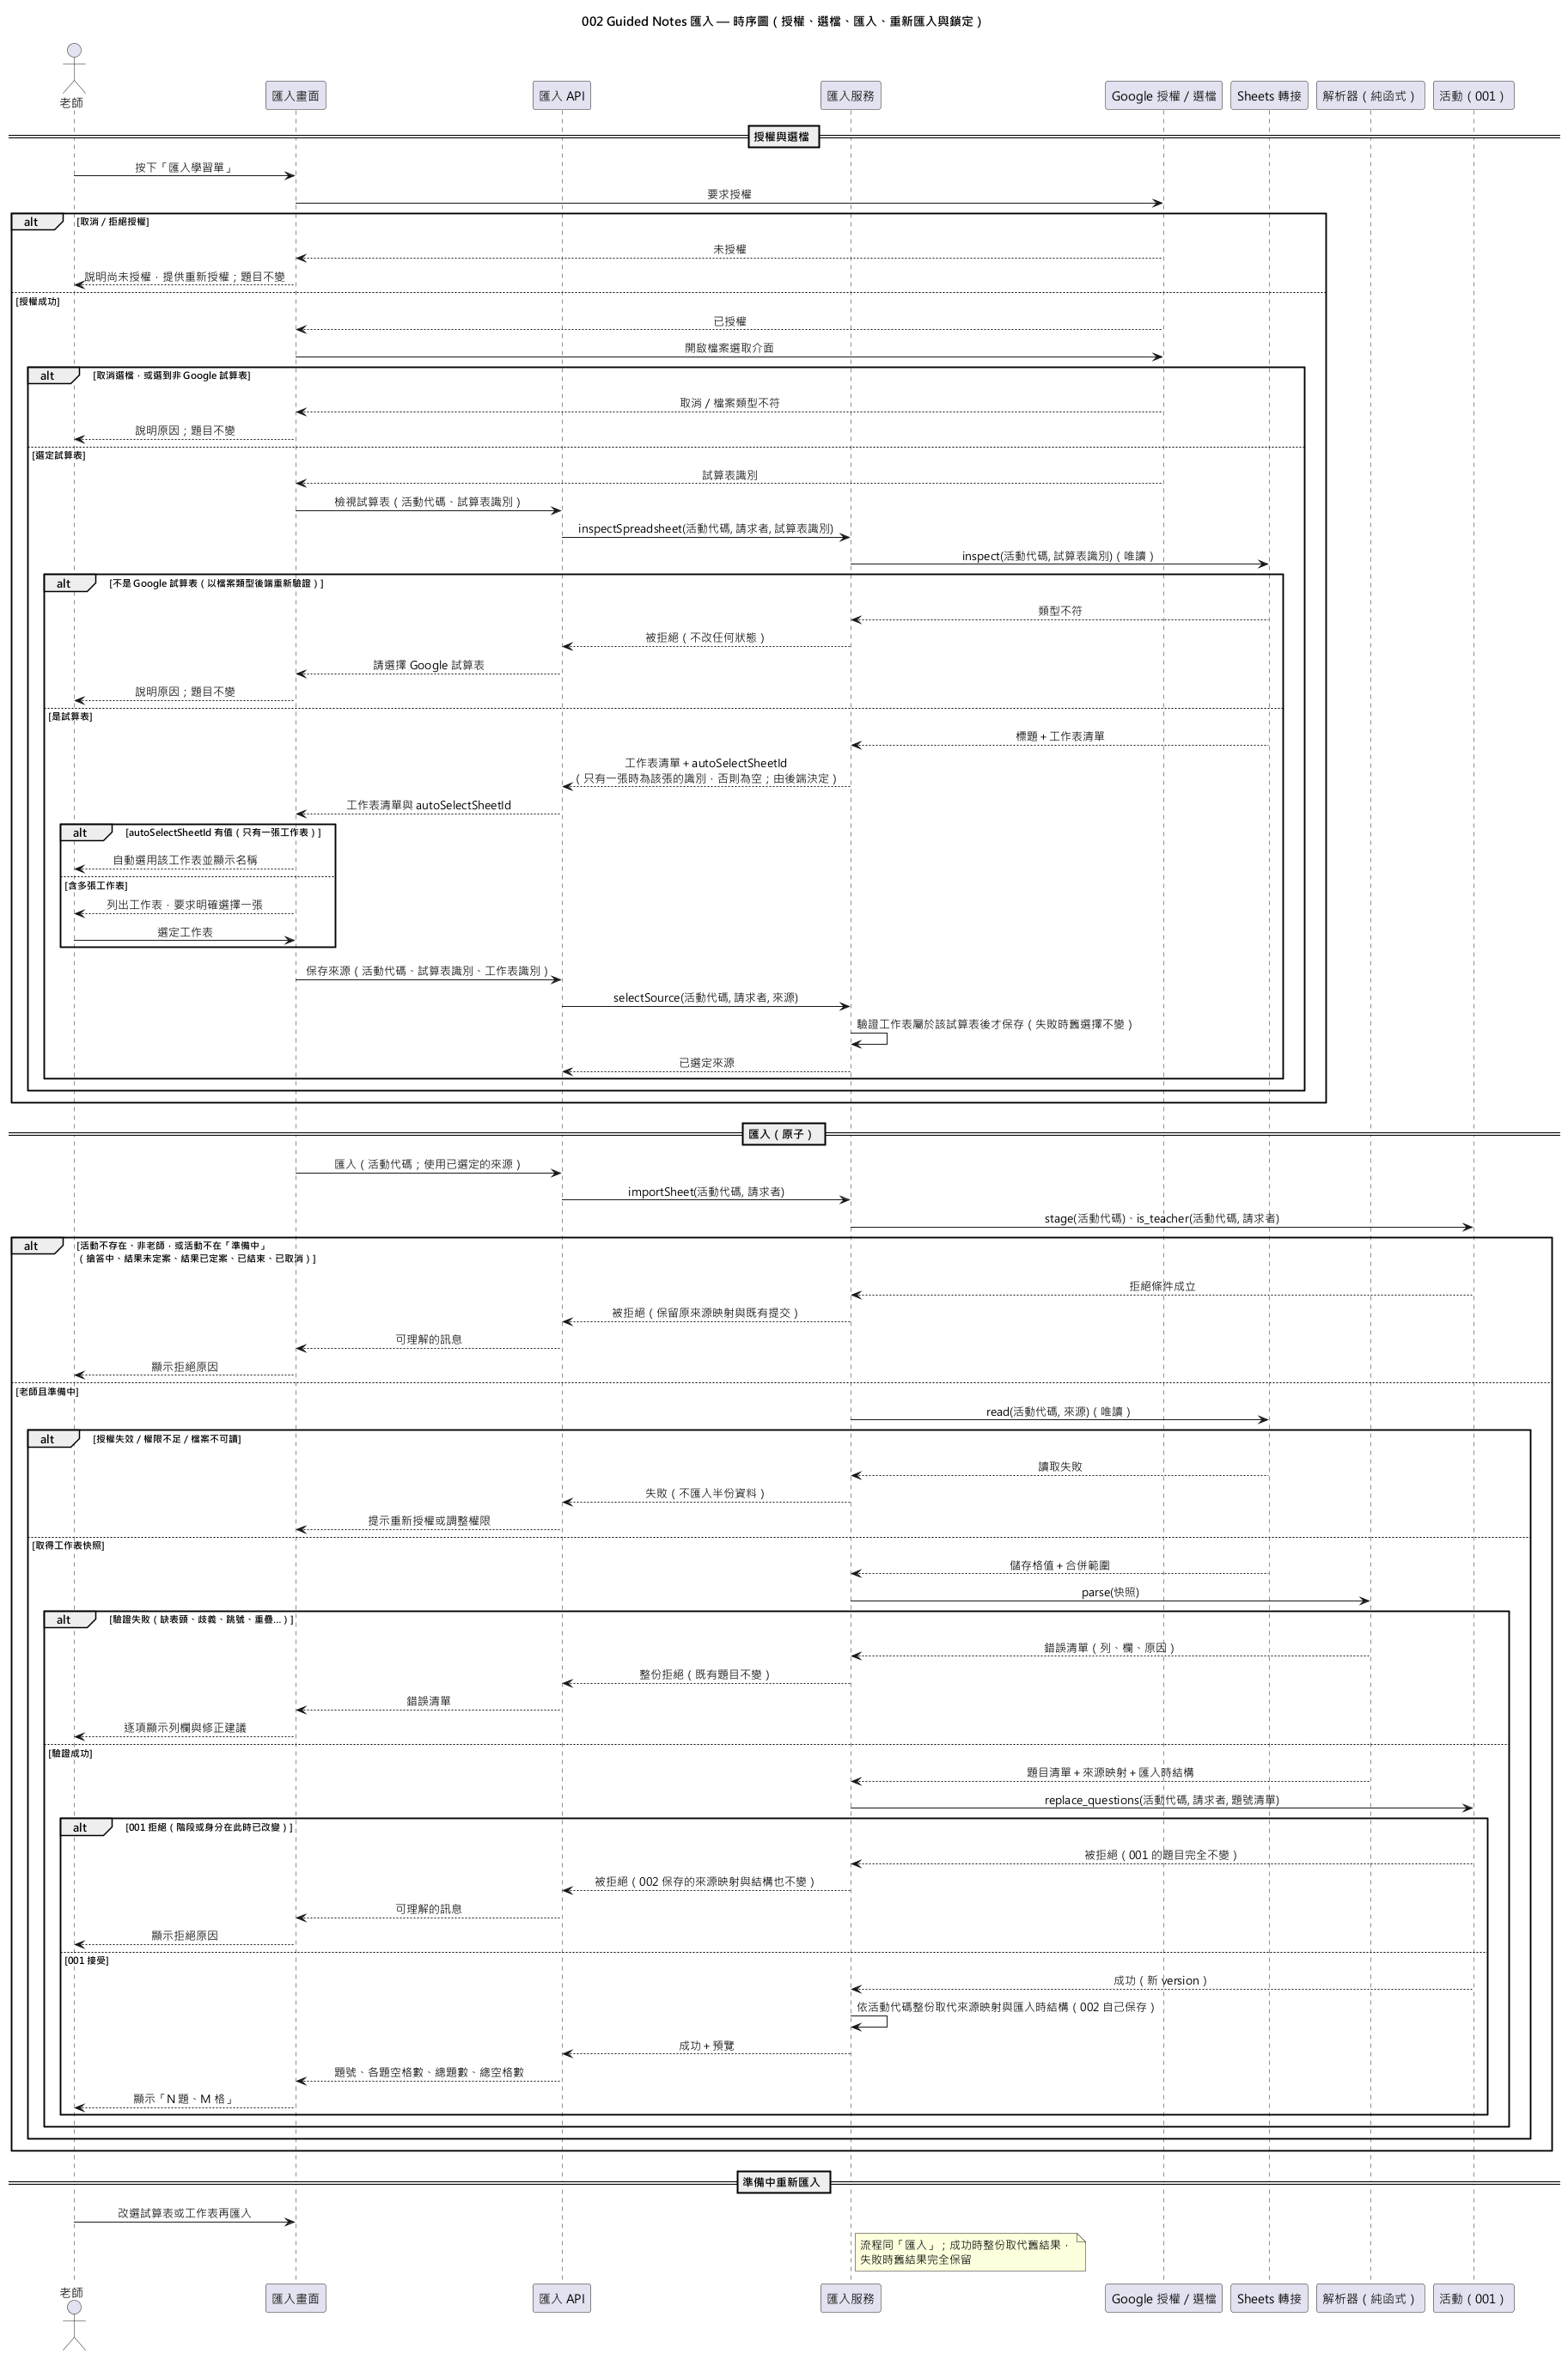 002 Guided Notes 匯入 — 時序圖（授權、選檔、匯入、重新匯入與鎖定）
老師
匯入畫面
匯入 API
匯入服務
Google 授權 / 選檔
Sheets 轉接
解析器（純函式）
活動（001）
授權與選檔
按下「匯入學習單」
要求授權
alt [取消 / 拒絕授權]
未授權
說明尚未授權，提供重新授權；題目不變
[授權成功]
已授權
開啟檔案選取介面
alt [取消選檔，或選到非 Google 試算表]
取消 / 檔案類型不符
說明原因；題目不變
[選定試算表]
試算表識別
檢視試算表（活動代碼、試算表識別）
inspectSpreadsheet(活動代碼, 請求者, 試算表識別)
inspect(活動代碼, 試算表識別)（唯讀）
alt [不是 Google 試算表（以檔案類型後端重新驗證）]
類型不符
被拒絕（不改任何狀態）
請選擇 Google 試算表
說明原因；題目不變
[是試算表]
標題＋工作表清單
工作表清單＋autoSelectSheetId
（只有一張時為該張的識別，否則為空；由後端決定）
工作表清單與 autoSelectSheetId
alt [autoSelectSheetId 有值（只有一張工作表）]
自動選用該工作表並顯示名稱
[含多張工作表]
列出工作表，要求明確選擇一張
選定工作表
保存來源（活動代碼、試算表識別、工作表識別）
selectSource(活動代碼, 請求者, 來源)
驗證工作表屬於該試算表後才保存（失敗時舊選擇不變）
已選定來源
匯入（原子）
匯入（活動代碼；使用已選定的來源）
importSheet(活動代碼, 請求者)
stage(活動代碼)、is_teacher(活動代碼, 請求者)
alt [活動不存在、非老師，或活動不在「準備中」
（搶答中、結果未定案、結果已定案、已結束、已取消）]
拒絕條件成立
被拒絕（保留原來源映射與既有提交）
可理解的訊息
顯示拒絕原因
[老師且準備中]
read(活動代碼, 來源)（唯讀）
alt [授權失效 / 權限不足 / 檔案不可讀]
讀取失敗
失敗（不匯入半份資料）
提示重新授權或調整權限
[取得工作表快照]
儲存格值＋合併範圍
parse(快照)
alt [驗證失敗（缺表頭、歧義、跳號、重疊…）]
錯誤清單（列、欄、原因）
整份拒絕（既有題目不變）
錯誤清單
逐項顯示列欄與修正建議
[驗證成功]
題目清單＋來源映射＋匯入時結構
replace_questions(活動代碼, 請求者, 題號清單)
alt [001 拒絕（階段或身分在此時已改變）]
被拒絕（001 的題目完全不變）
被拒絕（002 保存的來源映射與結構也不變）
可理解的訊息
顯示拒絕原因
[001 接受]
成功（新 version）
依活動代碼整份取代來源映射與匯入時結構（002 自己保存）
成功＋預覽
題號、各題空格數、總題數、總空格數
顯示「N 題、M 格」
準備中重新匯入
改選試算表或工作表再匯入
流程同「匯入」；成功時整份取代舊結果，
失敗時舊結果完全保留
老師
匯入畫面
匯入 API
匯入服務
Google 授權 / 選檔
Sheets 轉接
解析器（純函式）
活動（001）